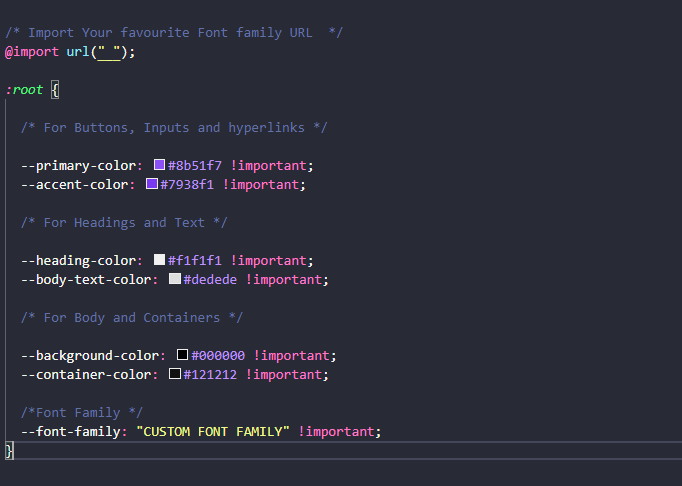 /* Import Your favourite Font family URL  */
@import url(" ");
:root {
/* For Buttons, Inputs and hyperlinks */
--primary-color: #8b51f7 !important;
--accent-color: #7938f1 !important;
/* For Headings and Text */
--heading-color: #f1f1f1 !important;
--body-text-color: #dedede !important;
/* For Body and Containers */
--background-color: #000000 !important;
--container-color: #121212 !important;
/*Font Family */
--font-family: "CUSTOM FONT FAMILY" !important;
}